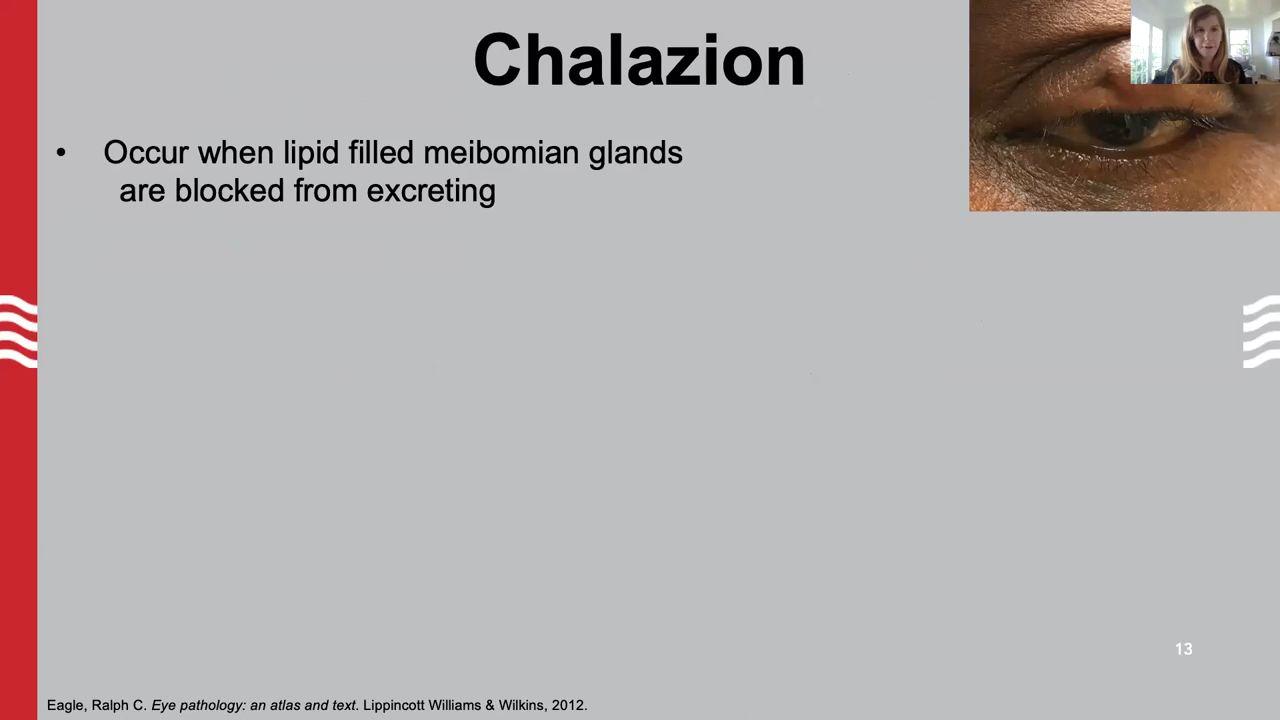 Chalazion
• Occur when lipid filled meibomian glands
are blocked from excreting
13
Eagle, Ralph C. Eye pathology: an atlas and text. Lippincott Williams & Wilkins, 2012.